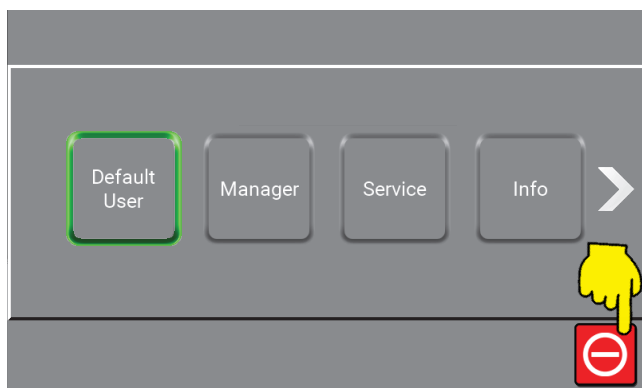 Default
User
Manager
Service
Info